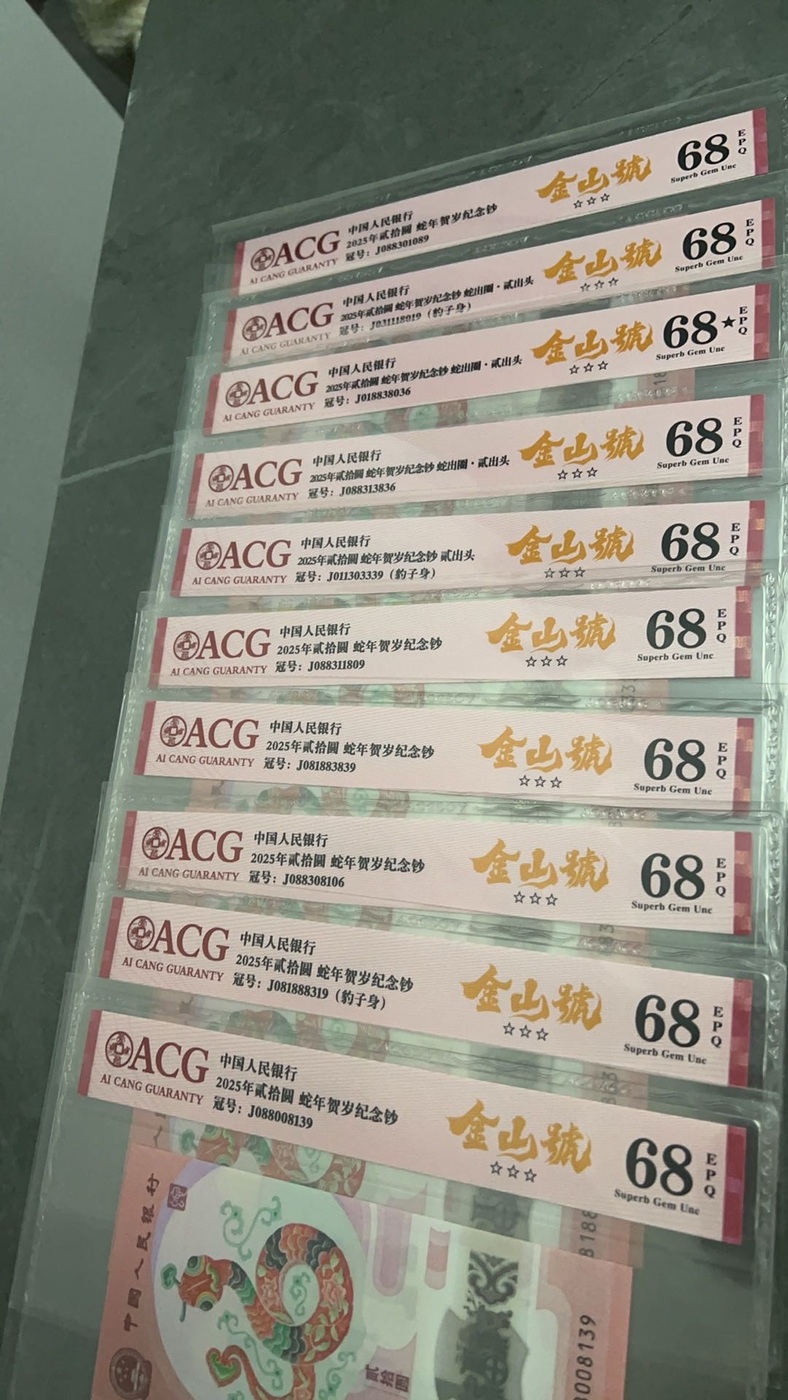 ACG
AI CANG GUARANTY
中国人民银行
2025年贰拾圆 蛇年贺岁纪念钞
冠号：J088301089
金山號
☆☆☆
68
EPQ
Superb Gem Unc
ACG
AI CANG GUARANTY
中国人民银行
2025年贰拾圆 蛇年贺岁纪念钞 蛇出圈·贰出头
冠号：J031118019（豹子身）
金山號
☆☆☆
68
EPQ
Superb Gem Unc
ACG
AI CANG GUARANTY
中国人民银行
2025年贰拾圆 蛇年贺岁纪念钞 蛇出圈·贰出头
冠号：J018838036
金山號
☆☆☆
68★
EPQ
Superb Gem Unc
ACG
AI CANG GUARANTY
中国人民银行
2025年贰拾圆 蛇年贺岁纪念钞 蛇出圈·贰出头
冠号：J088313836
金山號
☆☆☆
68
EPQ
Superb Gem Unc
ACG
AI CANG GUARANTY
中国人民银行
2025年贰拾圆 蛇年贺岁纪念钞 贰出头
冠号：J011303339（豹子身）
金山號
☆☆☆
68
EPQ
Superb Gem Unc
ACG
AI CANG GUARANTY
中国人民银行
2025年贰拾圆 蛇年贺岁纪念钞
冠号：J088311809
金山號
☆☆☆
68
EPQ
Superb Gem Unc
ACG
AI CANG GUARANTY
中国人民银行
2025年贰拾圆 蛇年贺岁纪念钞
冠号：J081883839
金山號
☆☆☆
68
EPQ
Superb Gem Unc
ACG
AI CANG GUARANTY
中国人民银行
2025年贰拾圆 蛇年贺岁纪念钞
冠号：J088308106
金山號
☆☆☆
68
EPQ
Superb Gem Unc
ACG
AI CANG GUARANTY
中国人民银行
2025年贰拾圆 蛇年贺岁纪念钞
冠号：J081888319（豹子身）
金山號
☆☆☆
68
EPQ
Superb Gem Unc
ACG
AI CANG GUARANTY
中国人民银行
2025年贰拾圆 蛇年贺岁纪念钞
冠号：J088008139
金山號
☆☆☆
68
EPQ
Superb Gem Unc
中国人民银行
贰拾圆
008139